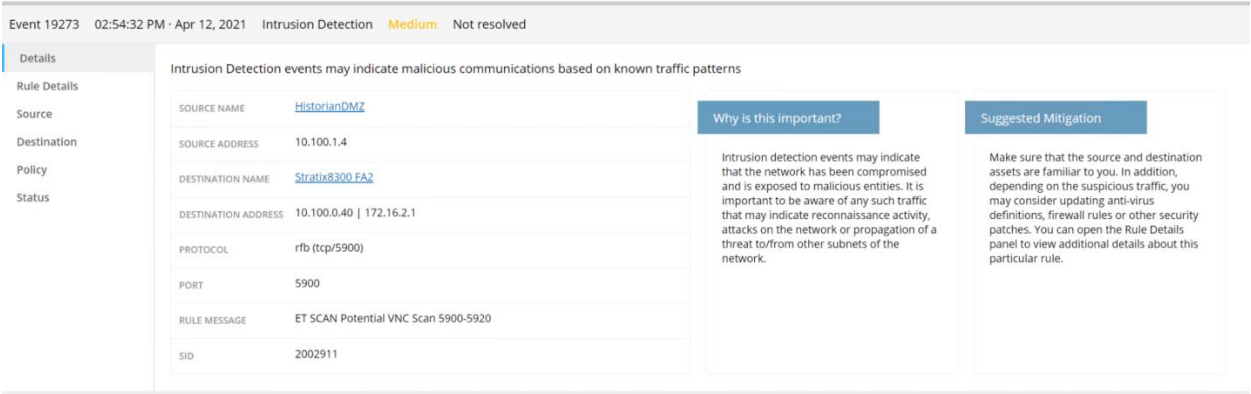 Event 19273 02:54:32 PM · Apr 12, 2021 Intrusion Detection Medium Not resolved
Details
Rule Details
Source
Destination
Policy
Status
Intrusion Detection events may indicate malicious communications based on known traffic patterns
SOURCE NAME HistorianDMZ
SOURCE ADDRESS 10.100.1.4
DESTINATION NAME Stratix8300 FA2
DESTINATION ADDRESS 10.100.0.40 | 172.16.2.1
PROTOCOL rfb (tcp/5900)
PORT 5900
RULE MESSAGE ET SCAN Potential VNC Scan 5900-5920
SID 2002911
Why is this important?
Intrusion detection events may indicate
that the network has been compromised
and is exposed to malicious entities. It is
important to be aware of any such traffic
that may indicate reconnaissance activity,
attacks on the network or propagation of a
threat to/from other subnets of the
network.
Suggested Mitigation
Make sure that the source and destination
assets are familiar to you. In addition,
depending on the suspicious traffic, you
may consider updating anti-virus
definitions, firewall rules or other security
patches. You can open the Rule Details
panel to view additional details about this
particular rule.